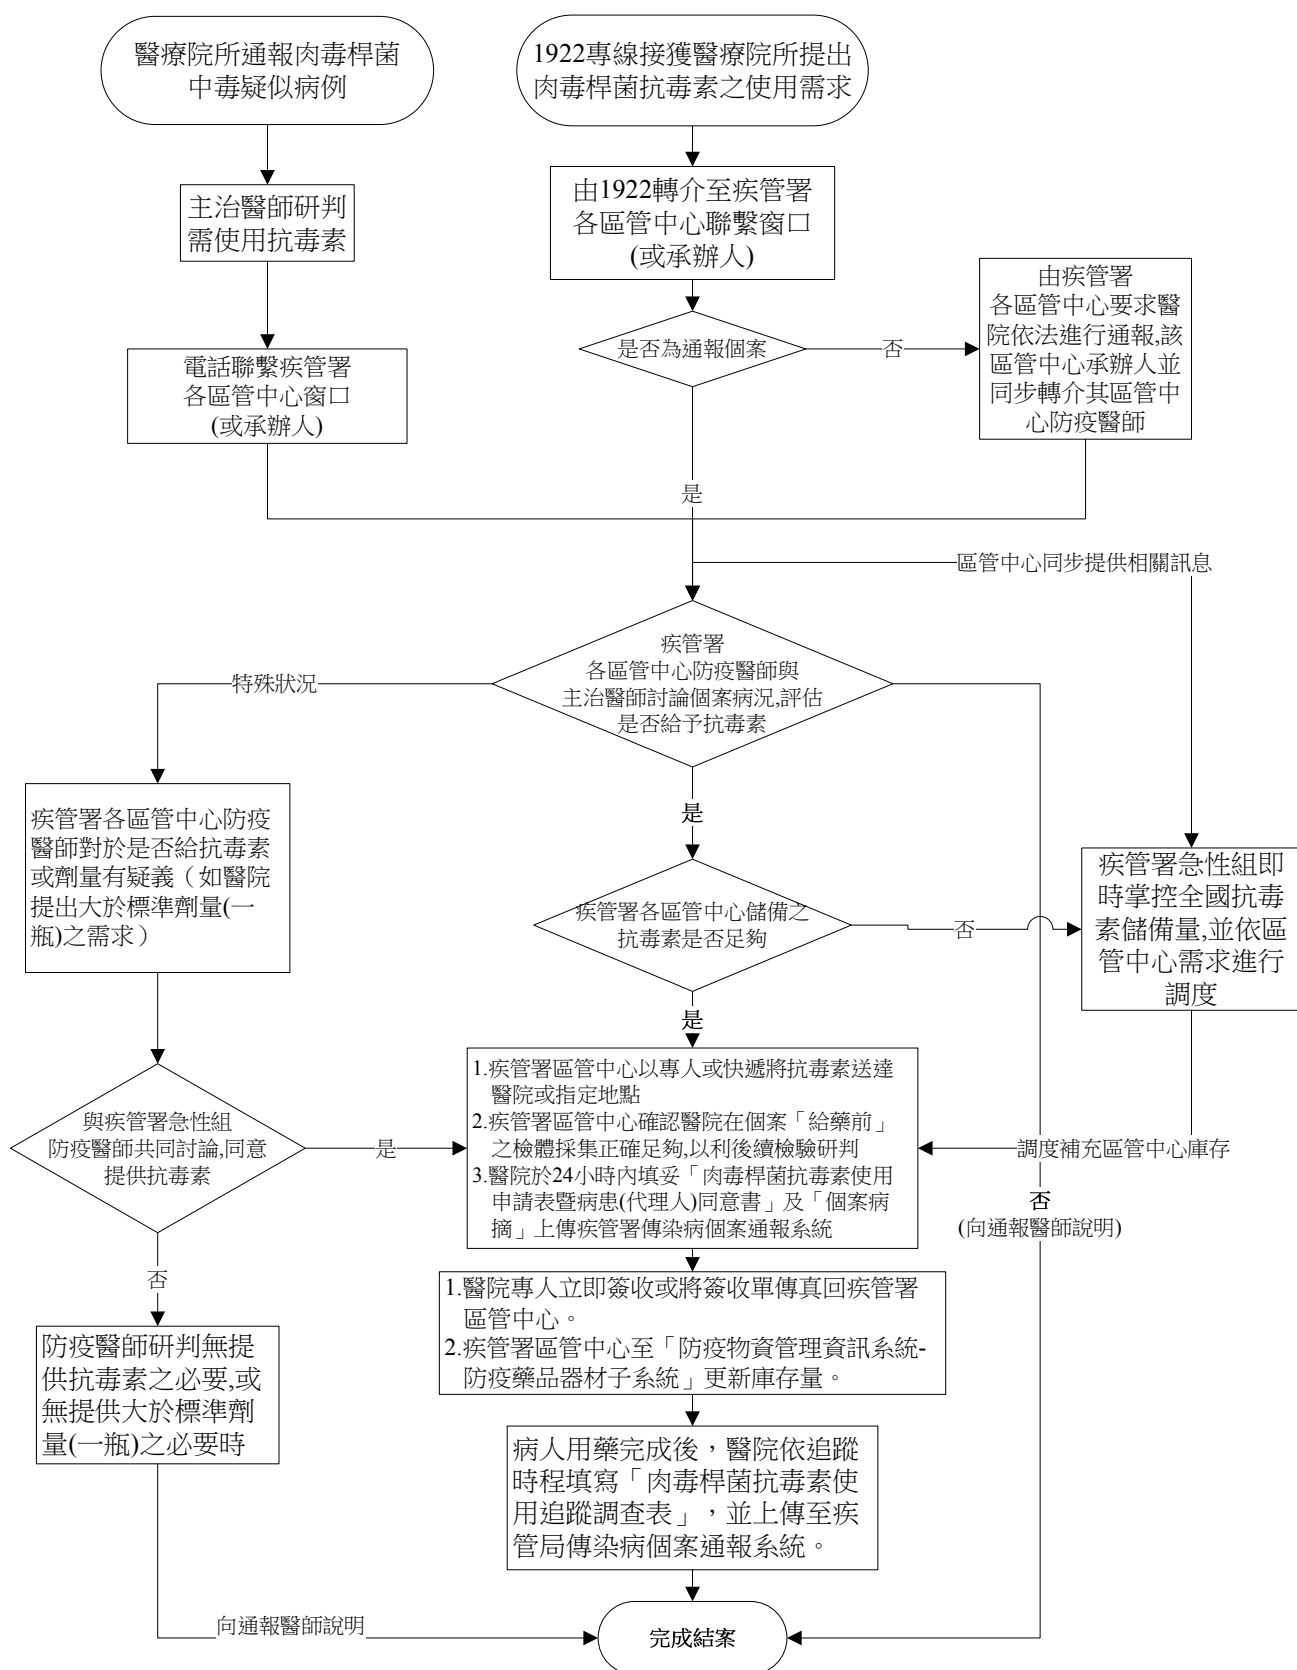 醫療院所通報肉毒桿菌
中毒疑似病例
1922專線接獲醫療院所提出
肉毒桿菌抗毒素之使用需求
主治醫師研判
需使用抗毒素
由1922轉介至疾管署
各區管中心聯繫窗口
(或承辦人)
電話聯繫疾管署
各區管中心窗口
(或承辦人)
是否為通報個案
否
由疾管署
各區管中心要求醫
院依法進行通報,該
區管中心承辦人並
同步轉介其區管中
心防疫醫師
是
區管中心同步提供相關訊息
疾管署
各區管中心防疫醫師與
主治醫師討論個案病況,評估
是否給予抗毒素
特殊狀況
疾管署各區管中心防疫
醫師對於是否給抗毒素
或劑量有疑義（如醫院
提出大於標準劑量(一
瓶)之需求）
是
疾管署各區管中心儲備之
抗毒素是否足夠
否
疾管署急性組即
時掌控全國抗毒
素儲備量,並依區
管中心需求進行
調度
是
與疾管署急性組
防疫醫師共同討論,同意
提供抗毒素
是
1.疾管署區管中心以專人或快遞將抗毒素送達
醫院或指定地點
2.疾管署區管中心確認醫院在個案「給藥前」
之檢體採集正確足夠,以利後續檢驗研判
3.醫院於24小時內填妥「肉毒桿菌抗毒素使用
申請表暨病患(代理人)同意書」及「個案病
摘」上傳疾管署傳染病個案通報系統
調度補充區管中心庫存
否
(向通報醫師說明)
否
防疫醫師研判無提
供抗毒素之必要,或
無提供大於標準劑
量(一瓶)之必要時
1.醫院專人立即簽收或將簽收單傳真回疾管署
區管中心。
2.疾管署區管中心至「防疫物資管理資訊系統-
防疫藥品器材子系統」更新庫存量。
病人用藥完成後，醫院依追蹤
時程填寫「肉毒桿菌抗毒素使
用追蹤調查表」，並上傳至疾
管局傳染病個案通報系統。
向通報醫師說明
完成結案